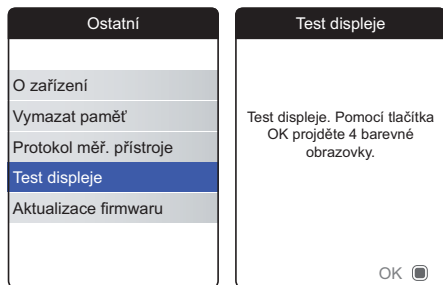 Ostatní
O zařízení
Vymazat paměť
Protokol měř. přístroje
Test displeje
Aktualizace firmwaru
Test displeje
Test displeje. Pomocí tlačítka
OK projděte 4 barevné
obrazovky.
OK